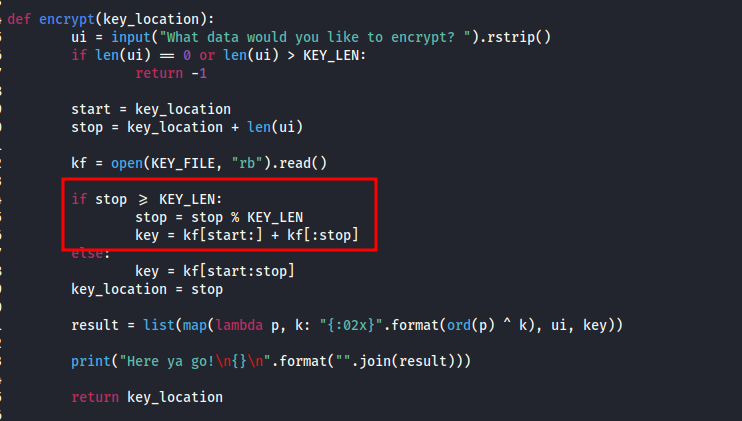 def encrypt(key_location):
        ui = input("What data would you like to encrypt? ").rstrip()
        if len(ui) == 0 or len(ui) > KEY_LEN:
                return -1

        start = key_location
        stop = key_location + len(ui)

        kf = open(KEY_FILE, "rb").read()

        if stop >= KEY_LEN:
                stop = stop % KEY_LEN
                key = kf[start:] + kf[:stop]
        else:
                key = kf[start:stop]
        key_location = stop

        result = list(map(lambda p, k: "{:02x}".format(ord(p) ^ k), ui, key))

        print("Here ya go!\n{}\n".format("".join(result)))

        return key_location